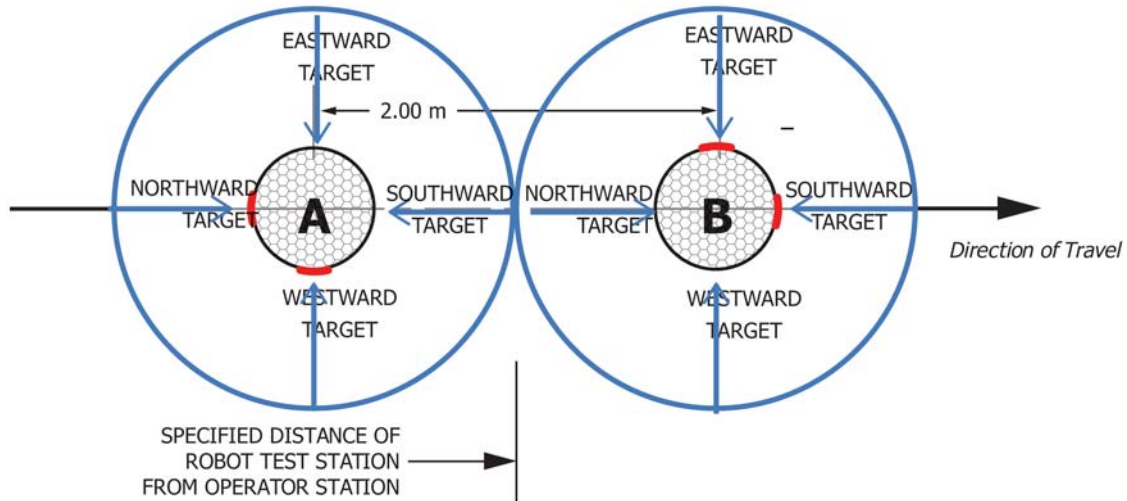 EASTWARD
TARGET
EASTWARD
TARGET
2.00 m
–
NORTHWARD
TARGET
A
SOUTHWARD
TARGET
NORTHWARD
TARGET
B
SOUTHWARD
TARGET
Direction of Travel
WESTWARD
TARGET
WESTWARD
TARGET
SPECIFIED DISTANCE OF
ROBOT TEST STATION
FROM OPERATOR STATION